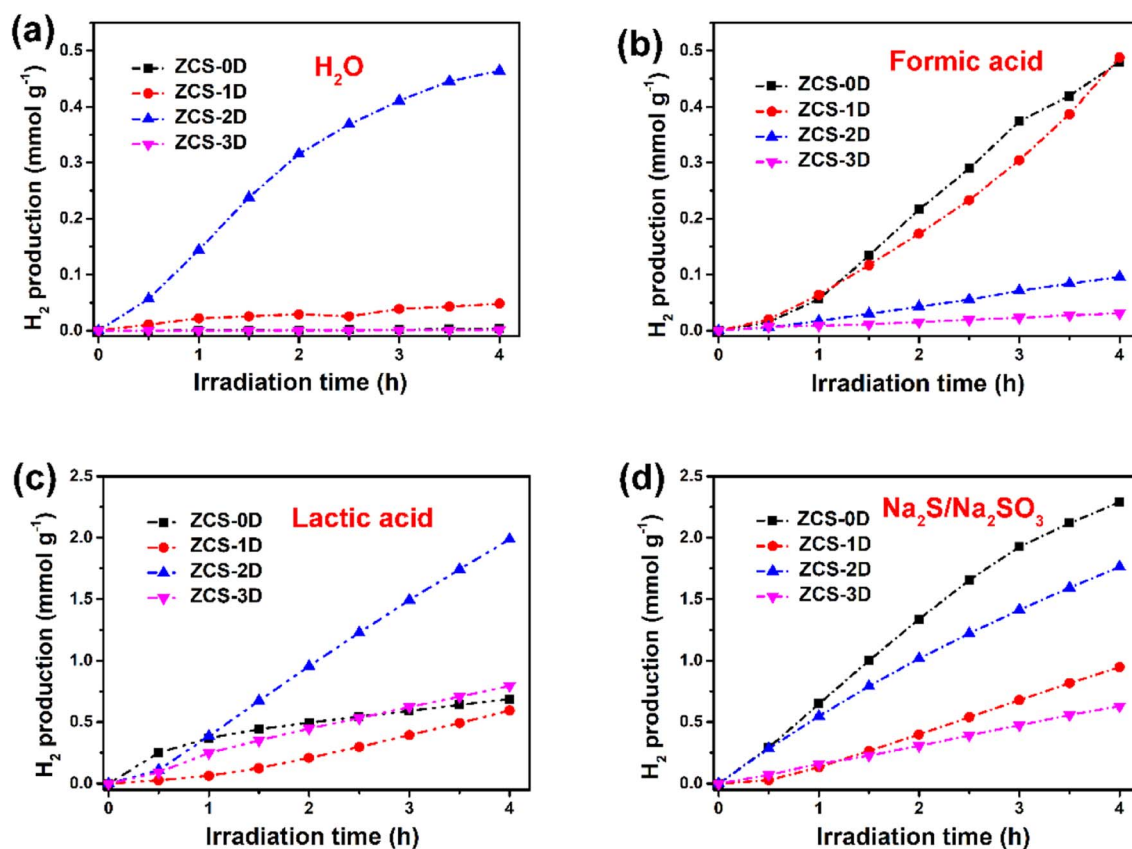 (a)
H₂O
ZCS-0D
ZCS-1D
ZCS-2D
ZCS-3D
0.5
0.4
0.3
0.2
0.1
0.0
H₂ production (mmol g⁻¹)
0 1 2 3 4
Irradiation time (h)
(b)
Formic acid
ZCS-0D
ZCS-1D
ZCS-2D
ZCS-3D
0.5
0.4
0.3
0.2
0.1
0.0
H₂ production (mmol g⁻¹)
0 1 2 3 4
Irradiation time (h)
(c)
Lactic acid
ZCS-0D
ZCS-1D
ZCS-2D
ZCS-3D
2.5
2.0
1.5
1.0
0.5
0.0
H₂ production (mmol g⁻¹)
0 1 2 3 4
Irradiation time (h)
(d)
Na₂S/Na₂SO₃
ZCS-0D
ZCS-1D
ZCS-2D
ZCS-3D
2.5
2.0
1.5
1.0
0.5
0.0
H₂ production (mmol g⁻¹)
0 1 2 3 4
Irradiation time (h)